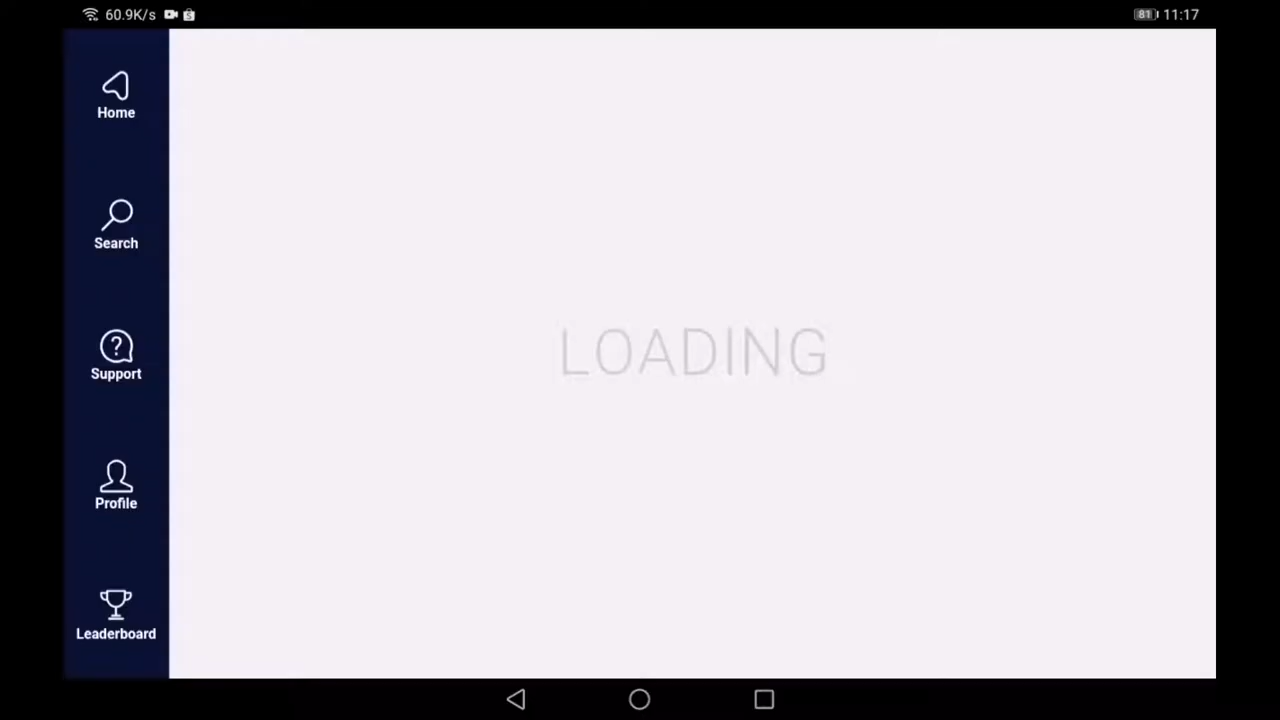 60.9K/s
81 11:17
Home
Search
Support
Profile
Leaderboard
LOADING